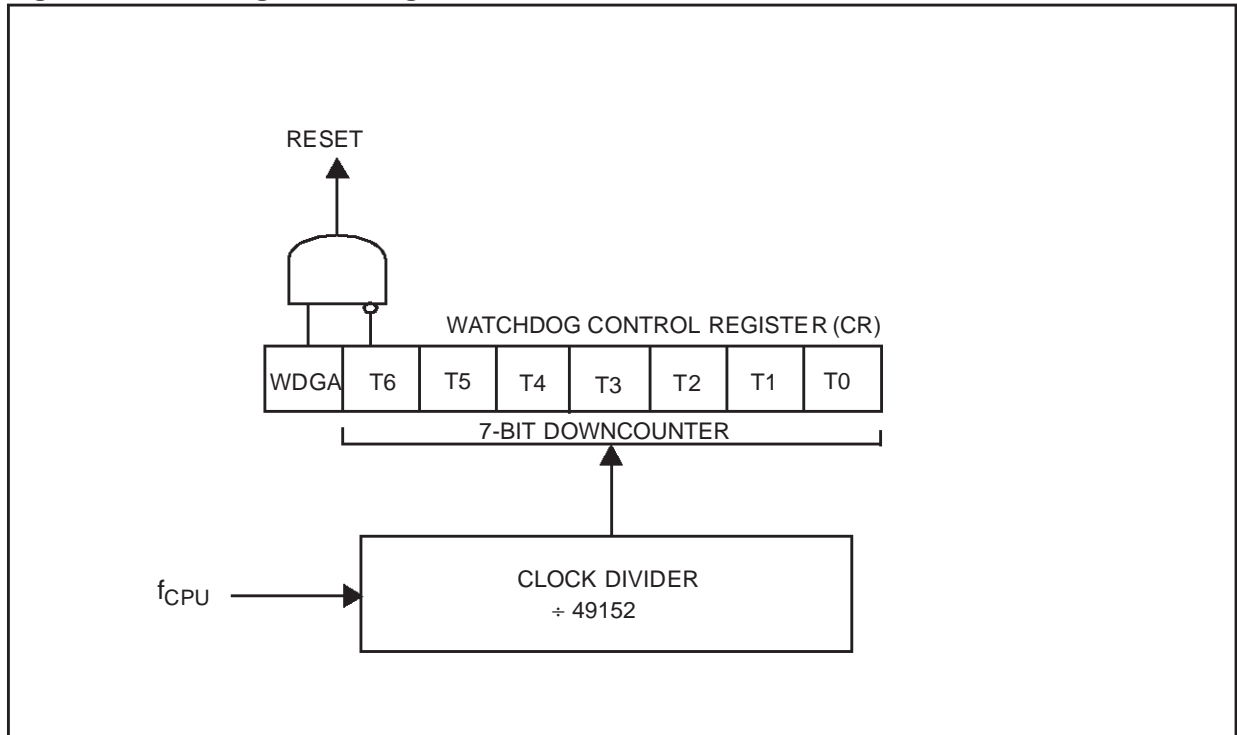 RESET
WATCHDOG CONTROL REGISTER (CR)
WDGA T6 T5 T4 T3 T2 T1 T0
7-BIT DOWNCOUNTER
fCPU
CLOCK DIVIDER
÷ 49152